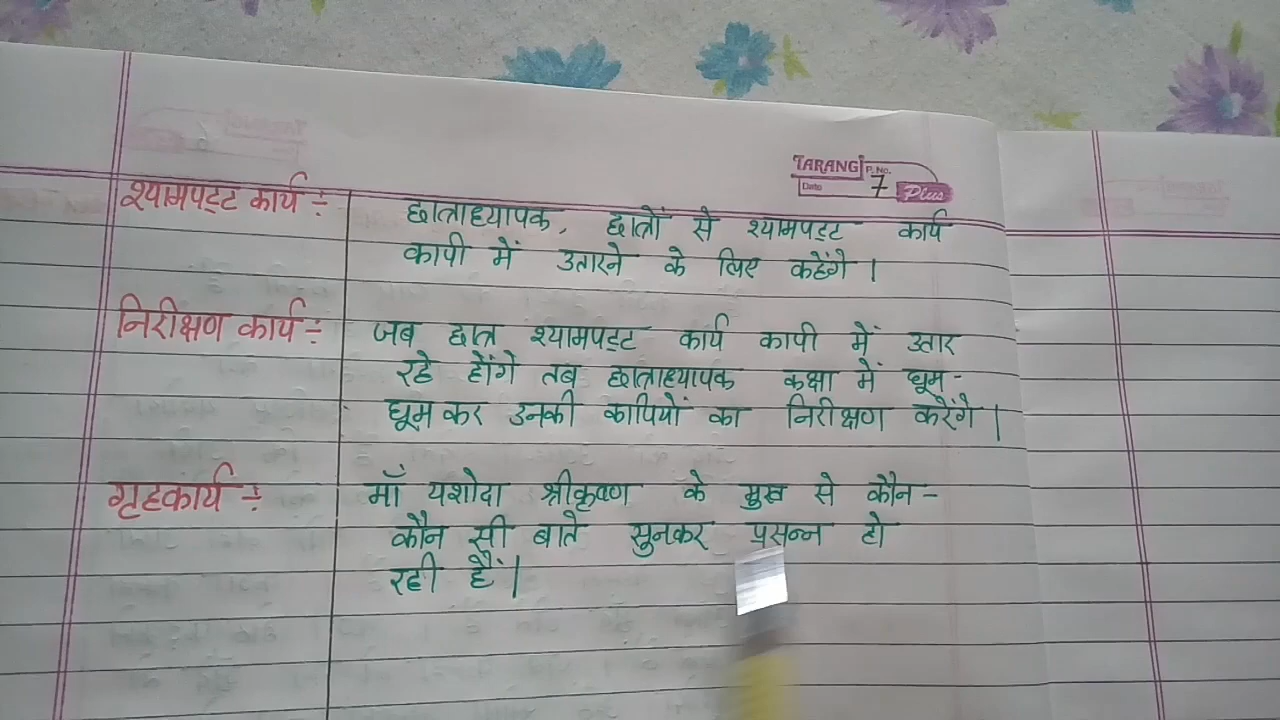 TARANG P. No.
Date 7 Plus
श्यामपट्ट कार्य :- छात्राध्यापक, छात्रों से श्यामपट्ट कार्य
कापी में उतारने के लिए कहेंगे ।
निरीक्षण कार्य :- जब छात्र श्यामपट्ट कार्य कापी में उतार
रहे होंगे तब छात्राध्यापक कक्षा में घूम-
घूम कर उनकी कापियों का निरीक्षण करेंगे ।
गृहकार्य :- माँ यशोदा श्रीकृष्ण के मुख से कौन-
कौन सी बाते सुनकर प्रसन्न हो
रही हैं ।